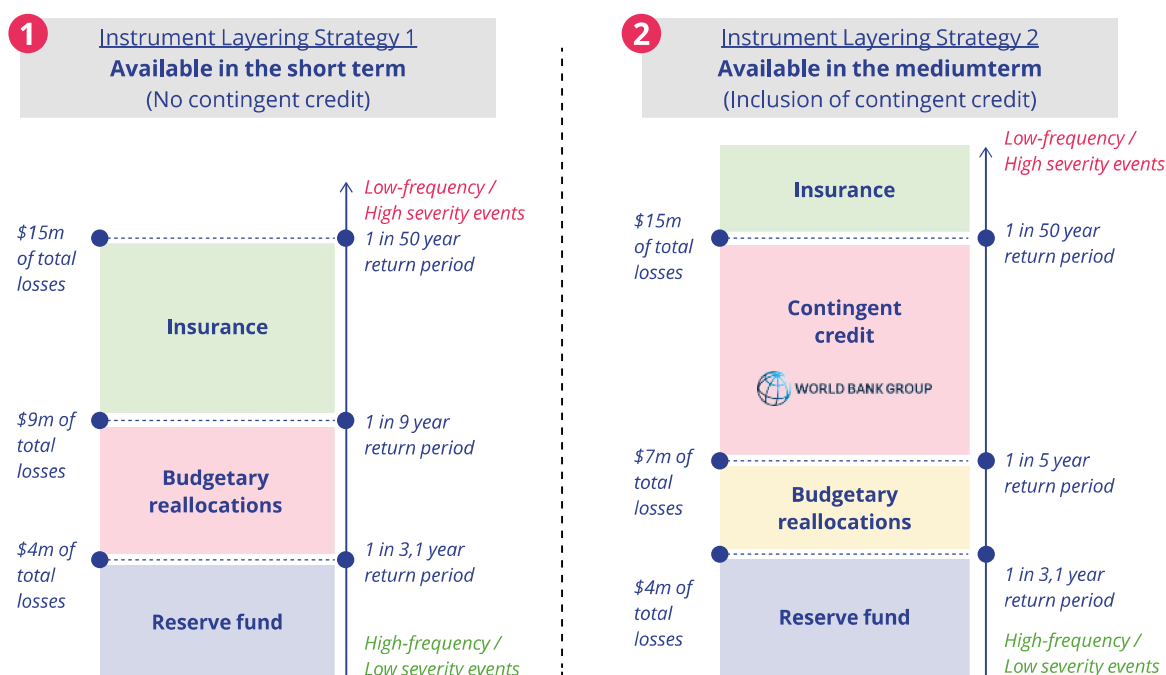 1
Instrument Layering Strategy 1
Available in the short term
(No contingent credit)
Low-frequency /
High severity events
$15m
of total
losses
1 in 50 year
return period
Insurance
$9m of
total
losses
1 in 9 year
return period
Budgetary
reallocations
$4m of
total
losses
1 in 3,1 year
return period
Reserve fund
High-frequency /
Low severity events
2
Instrument Layering Strategy 2
Available in the mediumterm
(Inclusion of contingent credit)
Low-frequency /
High severity events
Insurance
$15m
of total
losses
1 in 50 year
return period
Contingent
credit
WORLD BANK GROUP
$7m of
total
losses
1 in 5 year
return period
Budgetary
reallocations
$4m of
total
losses
1 in 3,1 year
return period
Reserve fund
High-frequency /
Low severity events